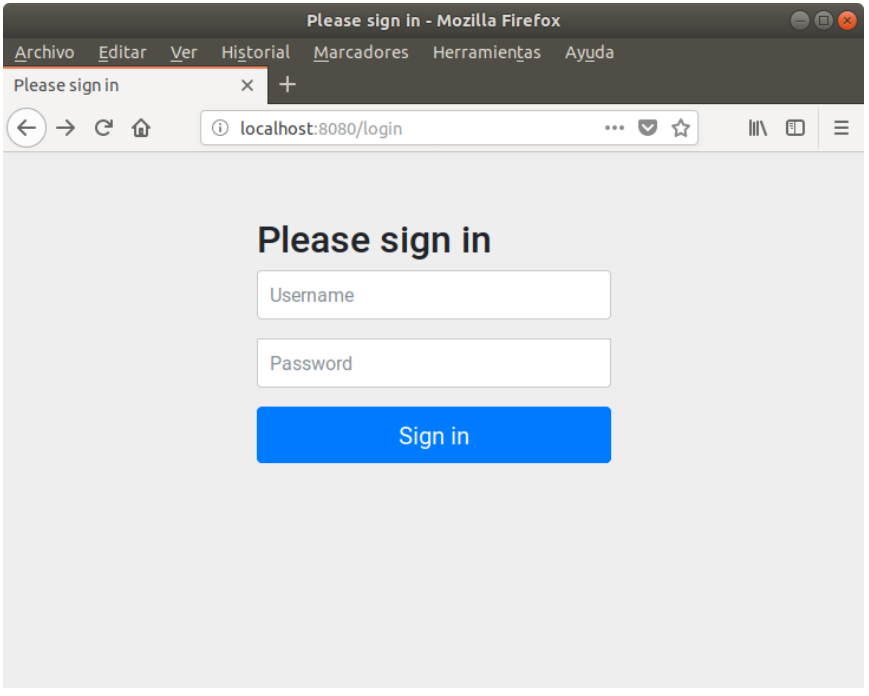 Please sign in - Mozilla Firefox
Archivo Editar Ver Historial Marcadores Herramientas Ayuda
Please sign in
localhost:8080/login
Please sign in
Username
Password
Sign in